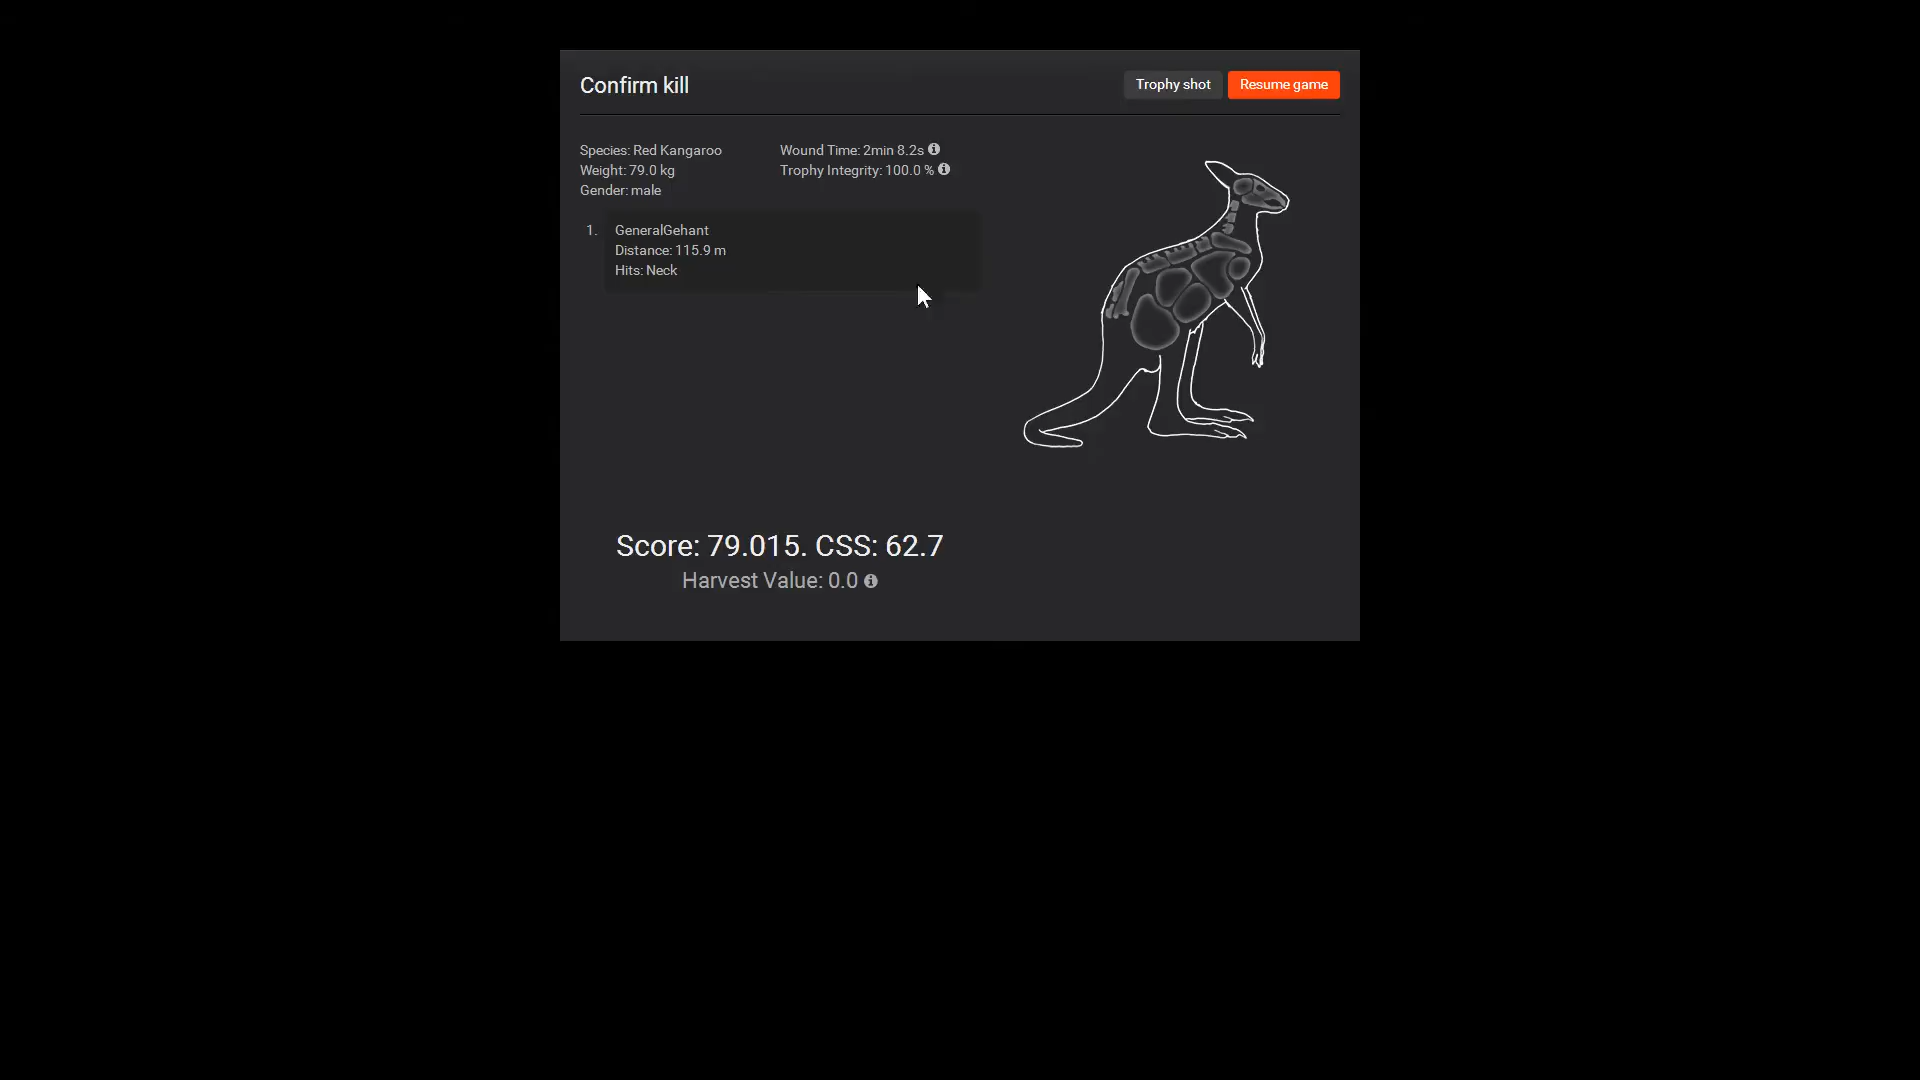 Confirm kill
Trophy shot
Resume game
Species: Red Kangaroo
Weight: 79.0 kg
Gender: male
Wound Time: 2min 8.2s
Trophy Integrity: 100.0 %
1.
GeneralGehant
Distance: 115.9 m
Hits: Neck
Score: 79.015. CSS: 62.7
Harvest Value: 0.0